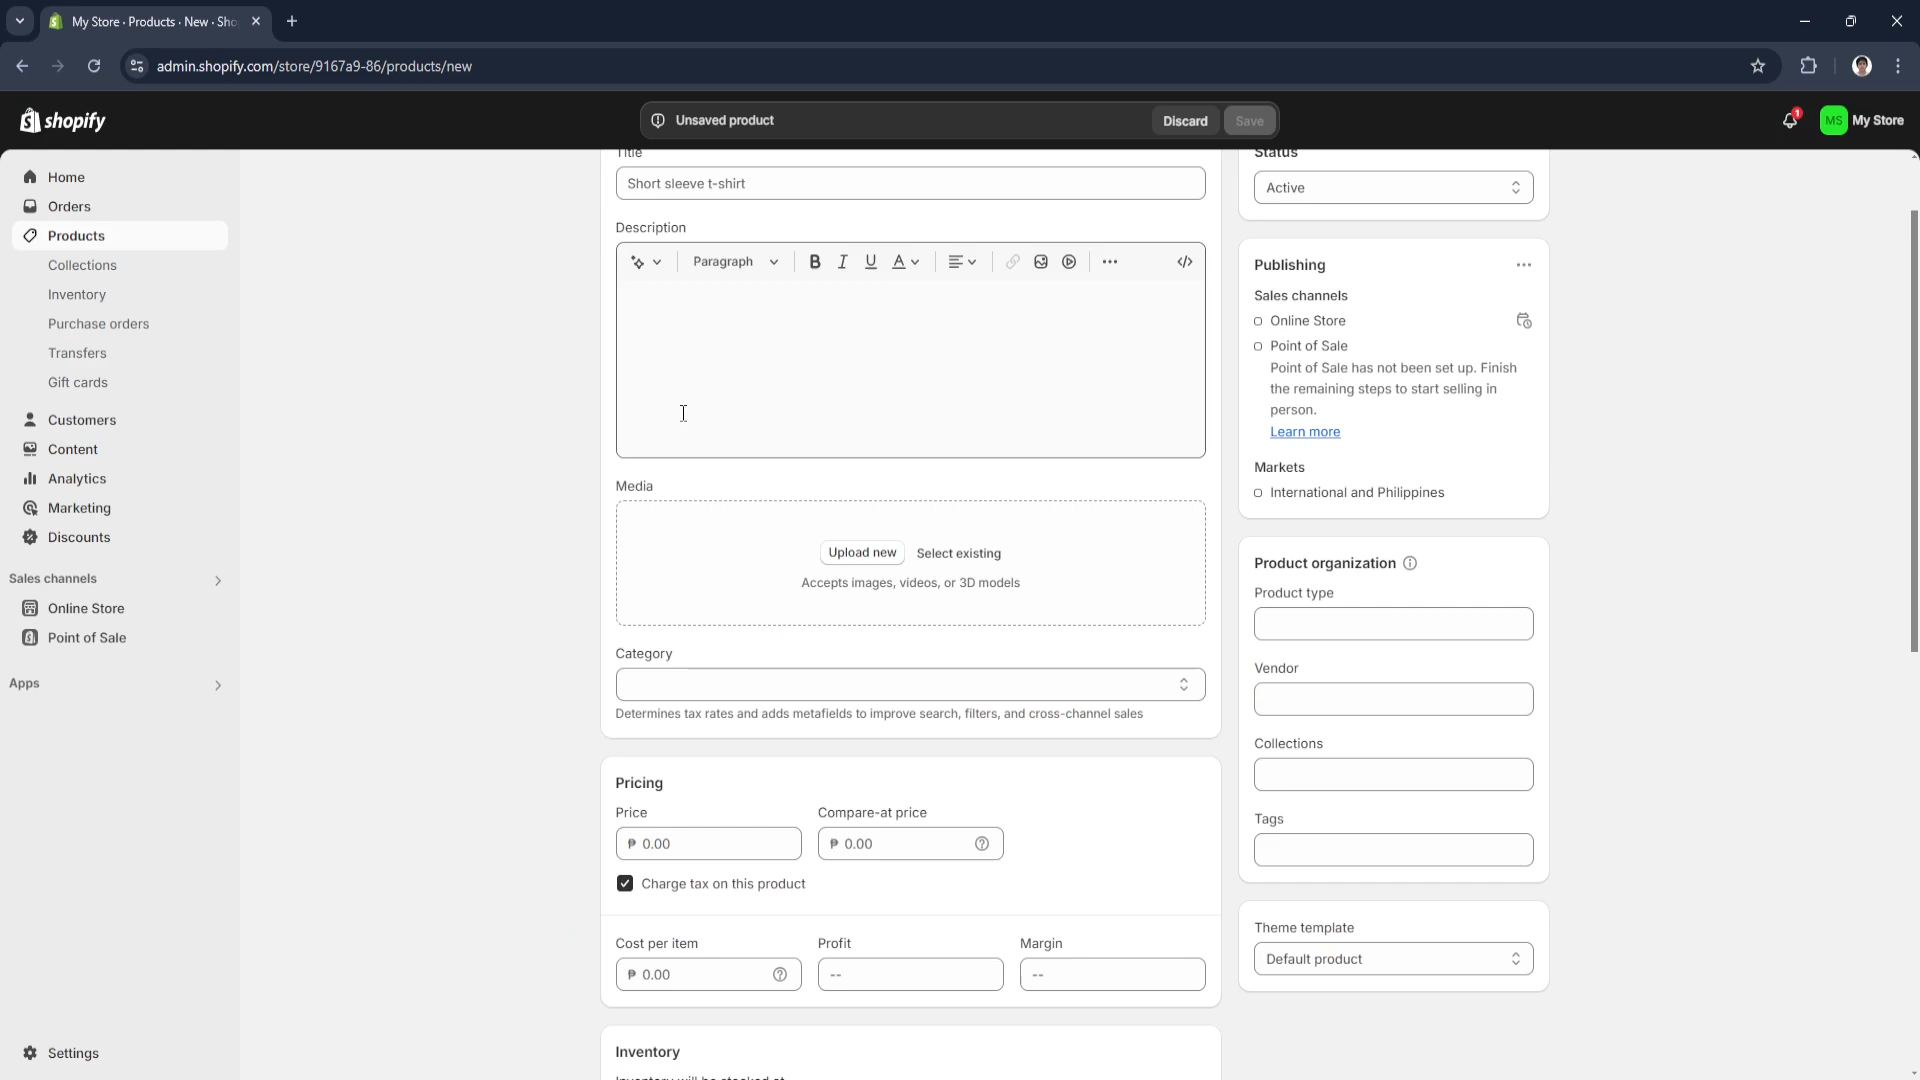 My Store · Products · New · Sho
admin.shopify.com/store/9167a9-86/products/new
shopify
Unsaved product
Discard
Save
1
MS
My Store
Home
Orders
Products
Collections
Inventory
Purchase orders
Transfers
Gift cards
Customers
Content
Analytics
Marketing
Discounts
Sales channels
Online Store
Point of Sale
Apps
Settings
Title
Short sleeve t-shirt
Description
Paragraph
B I U A
Media
Upload new Select existing
Accepts images, videos, or 3D models
Category
Determines tax rates and adds metafields to improve search, filters, and cross-channel sales
Pricing
Price Compare-at price
₱ 0.00 ₱ 0.00
Charge tax on this product
Cost per item Profit Margin
₱ 0.00 -- --
Inventory
Inventory will be stocked at
Status
Active
Publishing
Sales channels
Online Store
Point of Sale
Point of Sale has not been set up. Finish
the remaining steps to start selling in
person.
Learn more
Markets
International and Philippines
Product organization
Product type
Vendor
Collections
Tags
Theme template
Default product